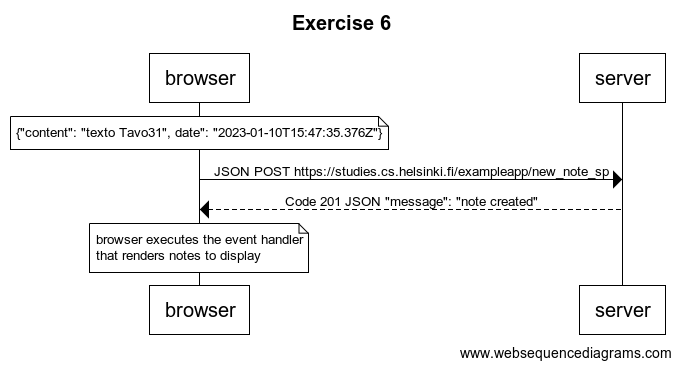 Exercise 6
browser
server
{"content": "texto Tavo31", date": "2023-01-10T15:47:35.376Z"}
JSON POST https://studies.cs.helsinki.fi/exampleapp/new_note_sp
Code 201 JSON "message": "note created"
browser executes the event handler
that renders notes to display
browser
server
www.websequencediagrams.com